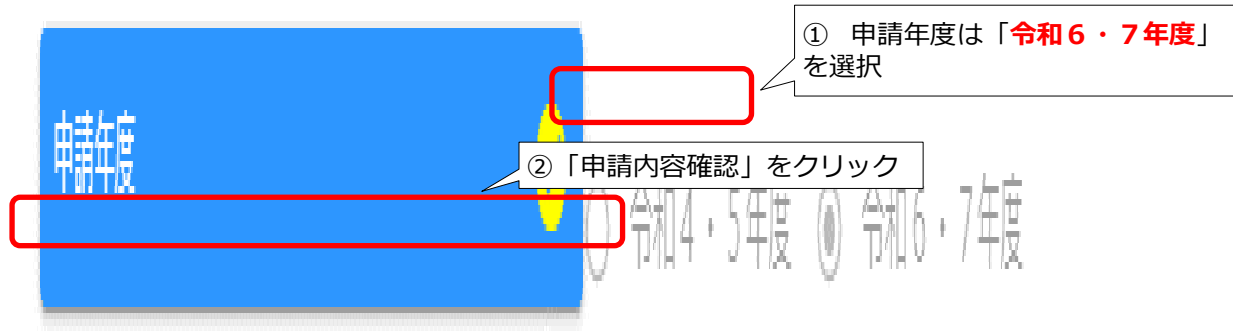 ①　申請年度は「令和６・７年度」
を選択
申請年度
②「申請内容確認」をクリック
令和4・5年度　令和6・7年度